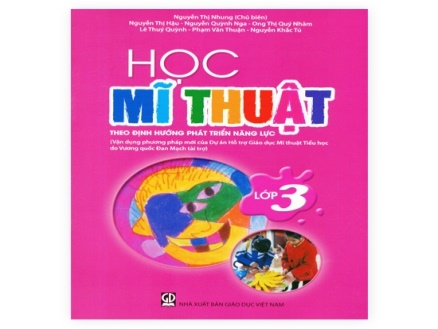 Nguyễn Thị Nhung (Chủ biên)
Nguyễn Thị Hậu - Nguyễn Quỳnh Nga - Ong Thị Quý Nhâm
Lê Thuý Quỳnh - Phạm Văn Thuận - Nguyễn Khắc Tú
HỌC
MĨ THUẬT
THEO ĐỊNH HƯỚNG PHÁT TRIỂN NĂNG LỰC
(Vận dụng phương pháp mới của Dự án Hỗ trợ Giáo dục Mĩ thuật Tiểu học
do Vương quốc Đan Mạch tài trợ)
LỚP 3
GD
NHÀ XUẤT BẢN GIÁO DỤC VIỆT NAM